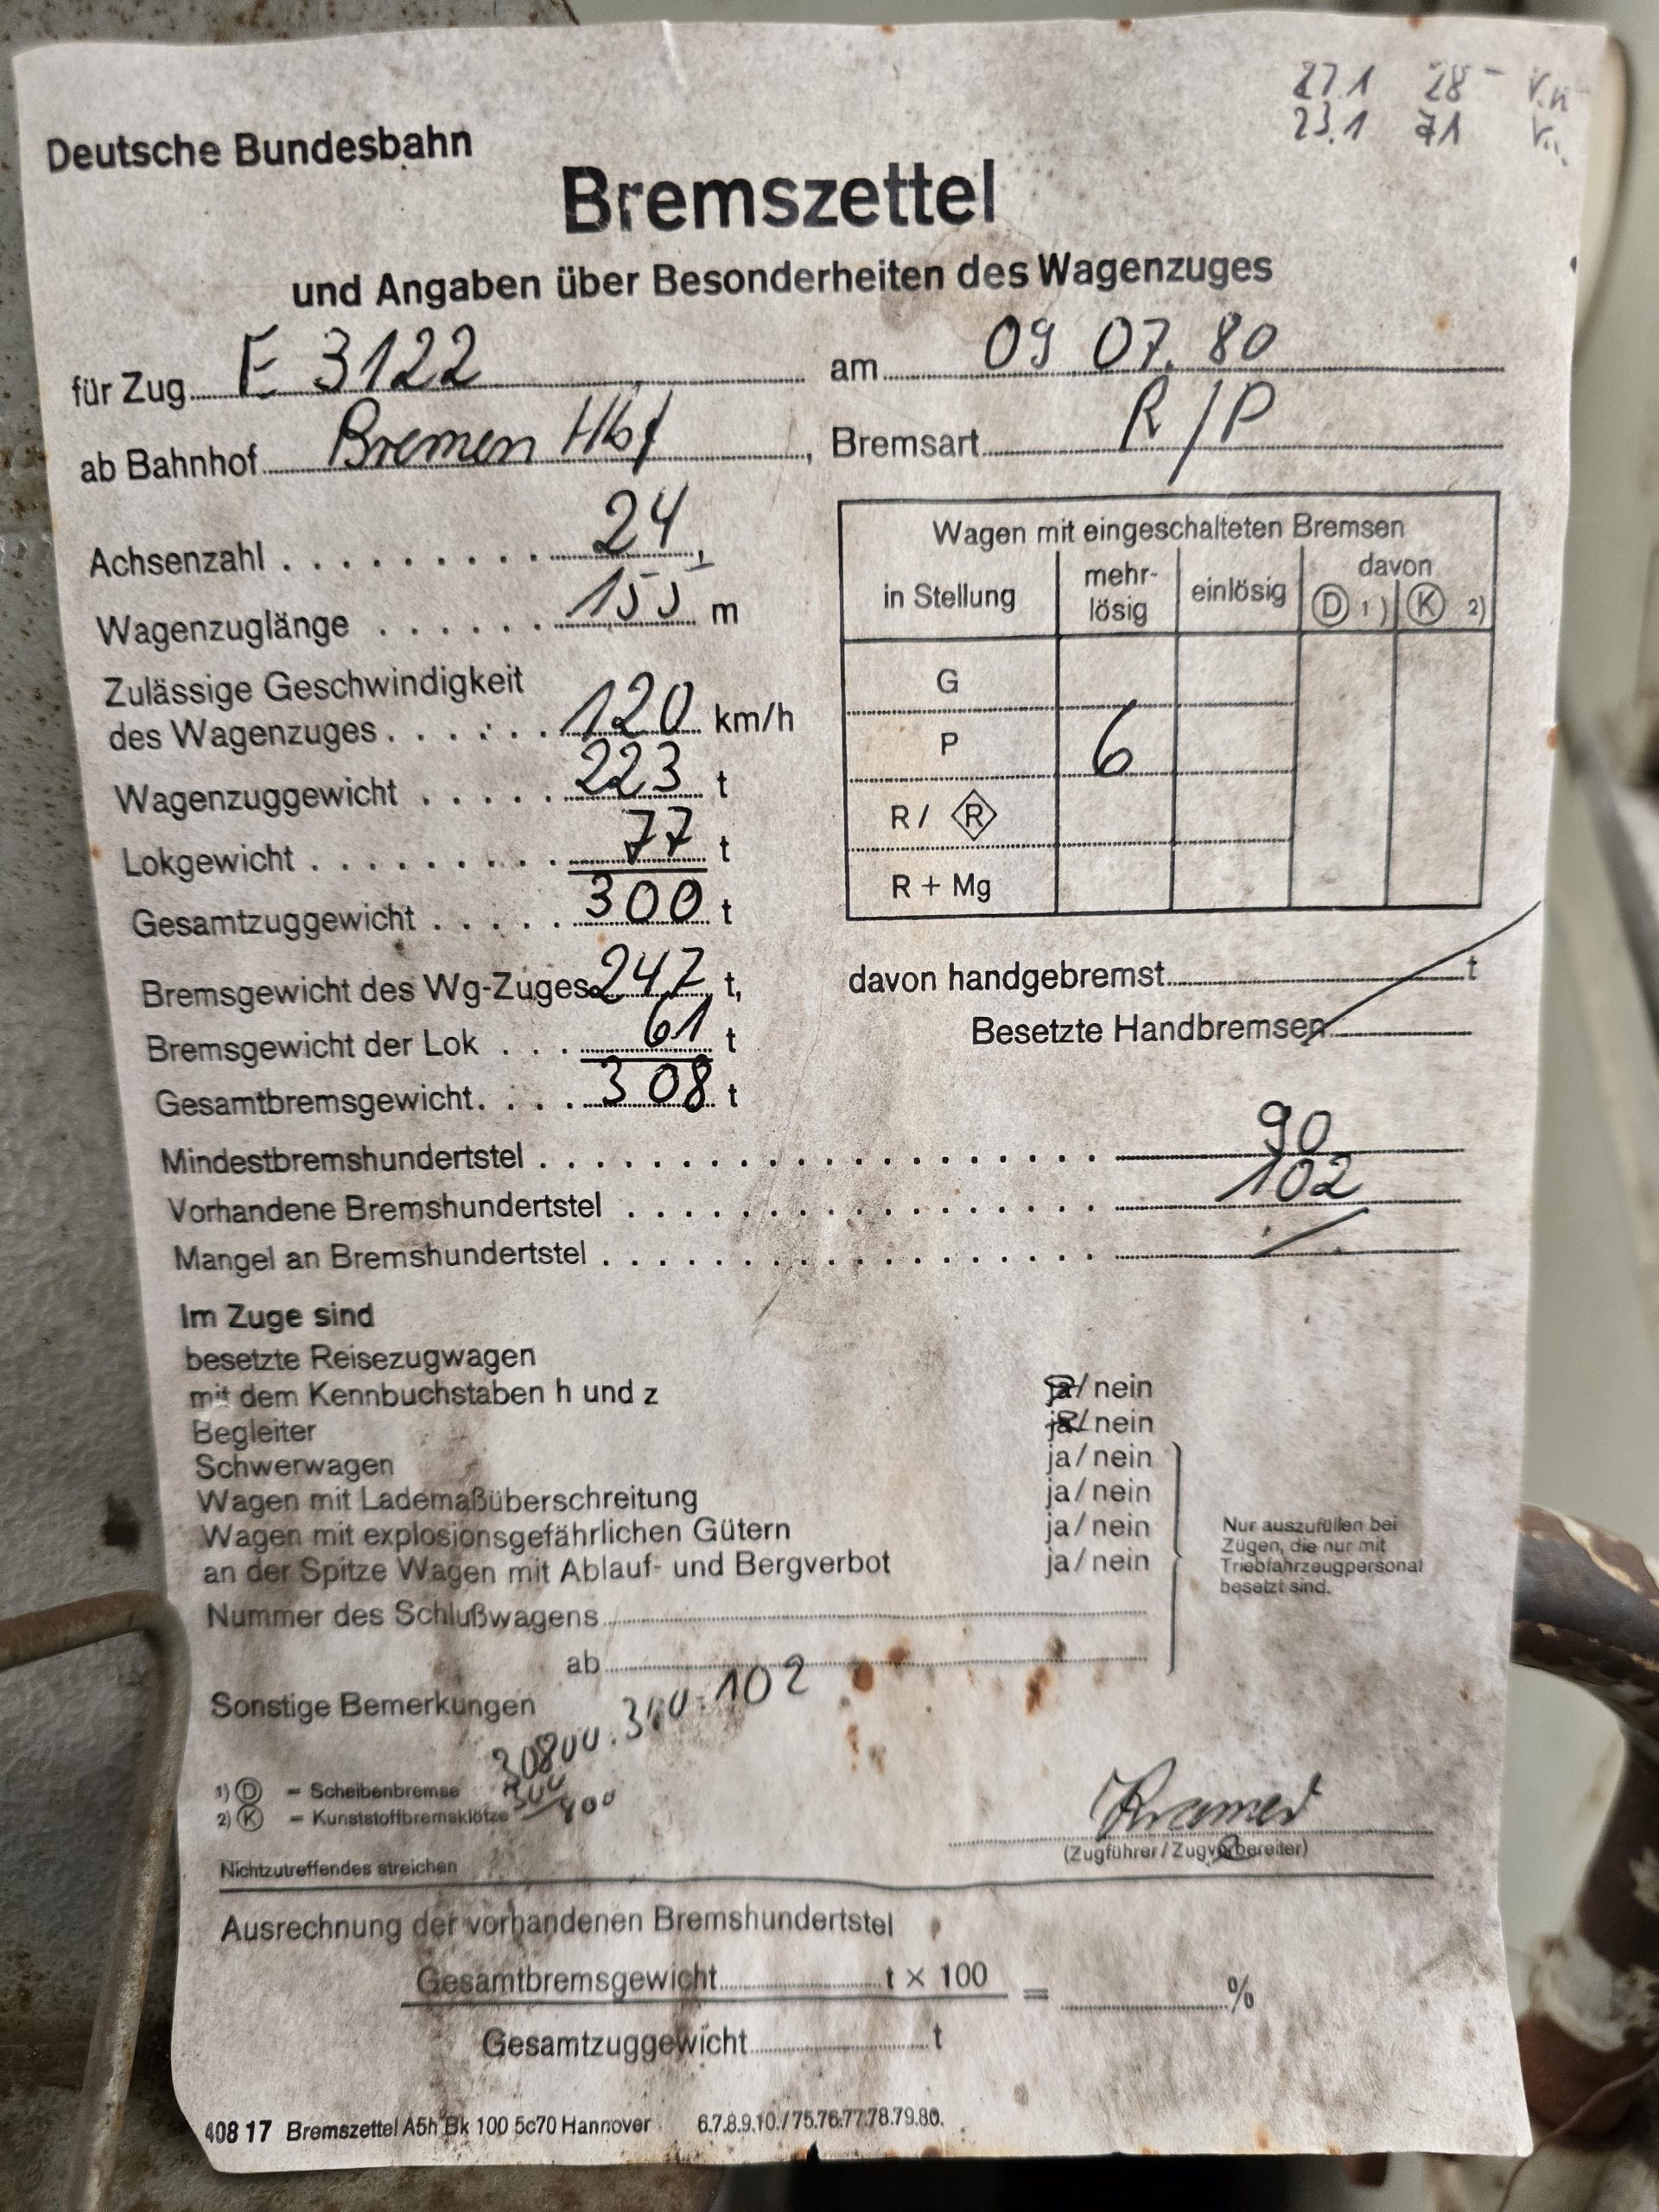 27.1 28 -
23.1 71
Deutsche Bundesbahn
Bremszettel
und Angaben über Besonderheiten des Wagenzuges
für Zug E 3122 am 09 07. 80
ab Bahnhof Bremen Hbf, Bremsart R/P
Achsenzahl . . . . . . . . . 24
Wagenzuglänge . . . . . . 155 m
Zulässige Geschwindigkeit
des Wagenzuges . . . . . . 120 km/h
Wagenzuggewicht . . . . . 223 t
Lokgewicht . . . . . . . . . 77 t
Gesamtzuggewicht . . . . . 300 t
Bremsgewicht des Wg-Zuges 247 t,
Bremsgewicht der Lok . . . 61 t
Gesamtbremsgewicht. . . . 308 t
Wagen mit eingeschalteten Bremsen
in Stellung mehr-lösig einlösig davon D 1) K 2)
G
P 6
R / R
R + Mg
davon handgebremst t
Besetzte Handbremsen
Mindestbremshundertstel . . . . . . . . . . . . . . . . . . . . 90
Vorhandene Bremshundertstel . . . . . . . . . . . . . . . . . 102
Mangel an Bremshundertstel . . . . . . . . . . . . . . . . . . ./.
Im Zuge sind
besetzte Reisezugwagen
mit dem Kennbuchstaben h und z ja / nein
Begleiter ja / nein
Schwerwagen ja / nein
Wagen mit Lademaßüberschreitung ja / nein
Wagen mit explosionsgefährlichen Gütern ja / nein
an der Spitze Wagen mit Ablauf- und Bergverbot ja / nein
Nur auszufüllen bei
Zügen, die nur mit
Triebfahrzeugpersonal
besetzt sind.
Nummer des Schlußwagens
ab
Sonstige Bemerkungen
30800 : 300 = 102
300
800
1) D = Scheibenbremse
2) K = Kunststoffbremsklötze
Kramer
(Zugführer / Zugvorbereiter)
Nichtzutreffendes streichen
Ausrechnung der vorhandenen Bremshundertstel
Gesamtbremsgewicht t × 100 = %
Gesamtzuggewicht t
408 17 Bremszettel A5h Bk 100 5c70 Hannover 6.7.8.9.10./75.76.77.78.79.80.